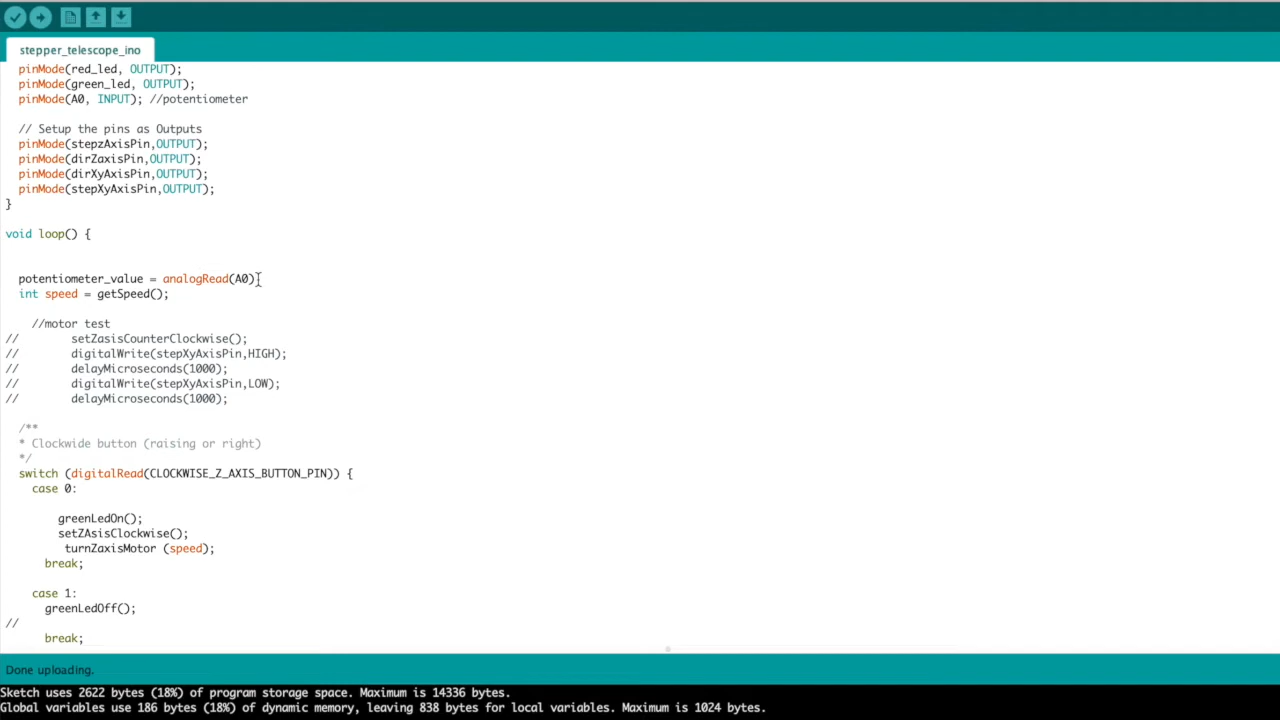 stepper_telescope_ino
pinMode(red_led, OUTPUT);
pinMode(green_led, OUTPUT);
pinMode(A0, INPUT); //potentiometer
// Setup the pins as Outputs
pinMode(stepzAxisPin,OUTPUT);
pinMode(dirZaxisPin,OUTPUT);
pinMode(dirXyAxisPin,OUTPUT);
pinMode(stepXyAxisPin,OUTPUT);
}
void loop() {
potentiometer_value = analogRead(A0);
int speed = getSpeed();
//motor test
// setZasisCounterClockwise();
// digitalWrite(stepXyAxisPin,HIGH);
// delayMicroseconds(1000);
// digitalWrite(stepXyAxisPin,LOW);
// delayMicroseconds(1000);
/**
* Clockwide button (raising or right)
*/
switch (digitalRead(CLOCKWISE_Z_AXIS_BUTTON_PIN)) {
case 0:
greenLedOn();
setZAsisClockwise();
turnZaxisMotor (speed);
break;
case 1:
greenLedOff();
//
break;
Done uploading.
Sketch uses 2622 bytes (18%) of program storage space. Maximum is 14336 bytes.
Global variables use 186 bytes (18%) of dynamic memory, leaving 838 bytes for local variables. Maximum is 1024 bytes.